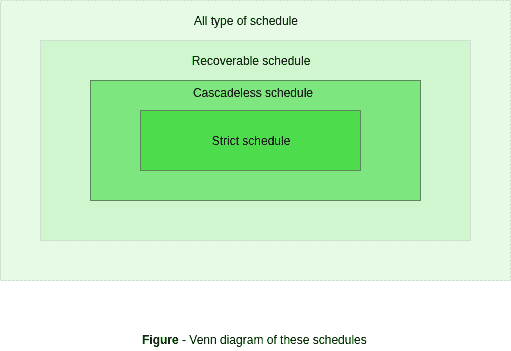 All type of schedule
Recoverable schedule
Cascadeless schedule
Strict schedule
Figure - Venn diagram of these schedules